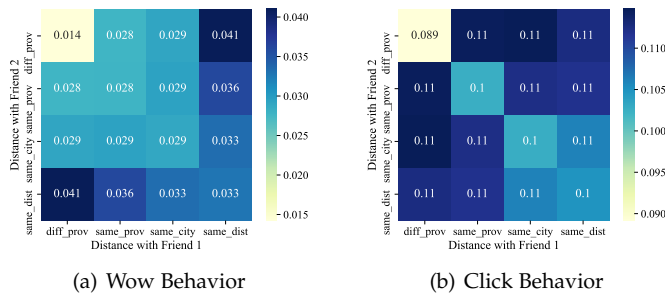 diff_prov same_prov same_city same_dist
Distance with Friend 2
0.014 0.028 0.029 0.041
0.028 0.028 0.029 0.036
0.029 0.029 0.029 0.033
0.041 0.036 0.033 0.033
diff_prov same_prov same_city same_dist
Distance with Friend 1
0.040
0.035
0.030
0.025
0.020
0.015
(a) Wow Behavior
diff_prov same_prov same_city same_dist
Distance with Friend 2
0.089 0.11 0.11 0.11
0.11 0.1 0.11 0.11
0.11 0.11 0.1 0.11
0.11 0.11 0.11 0.1
diff_prov same_prov same_city same_dist
Distance with Friend 1
0.110
0.105
0.100
0.095
0.090
(b) Click Behavior